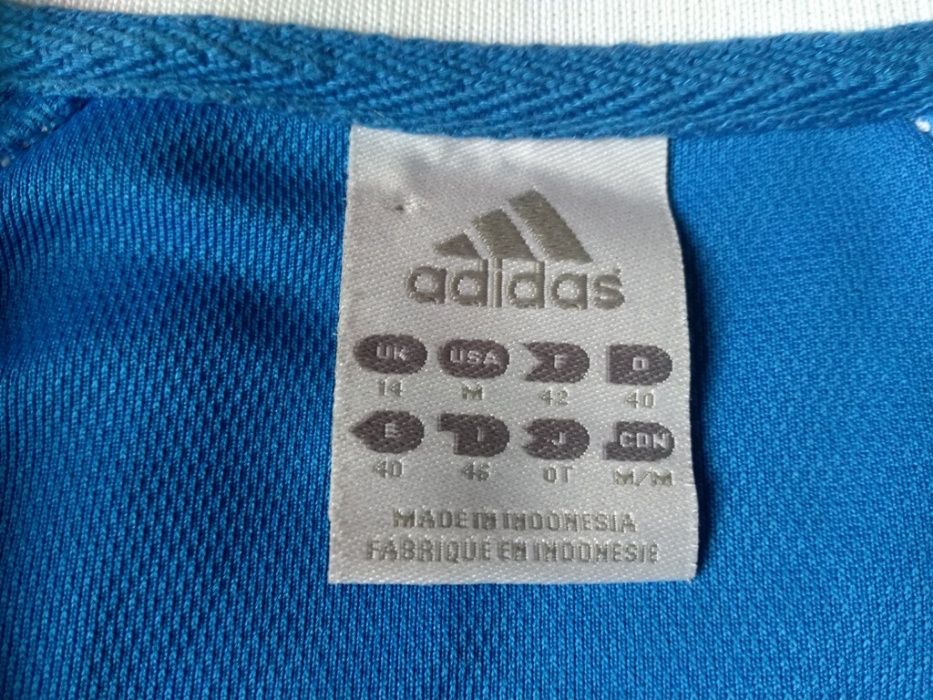 adidas
UK USA F D
14 M 42 40
E I J CDN
40 46 OT M/M
MADE IN INDONESIA
FABRIQUE EN INDONESIE